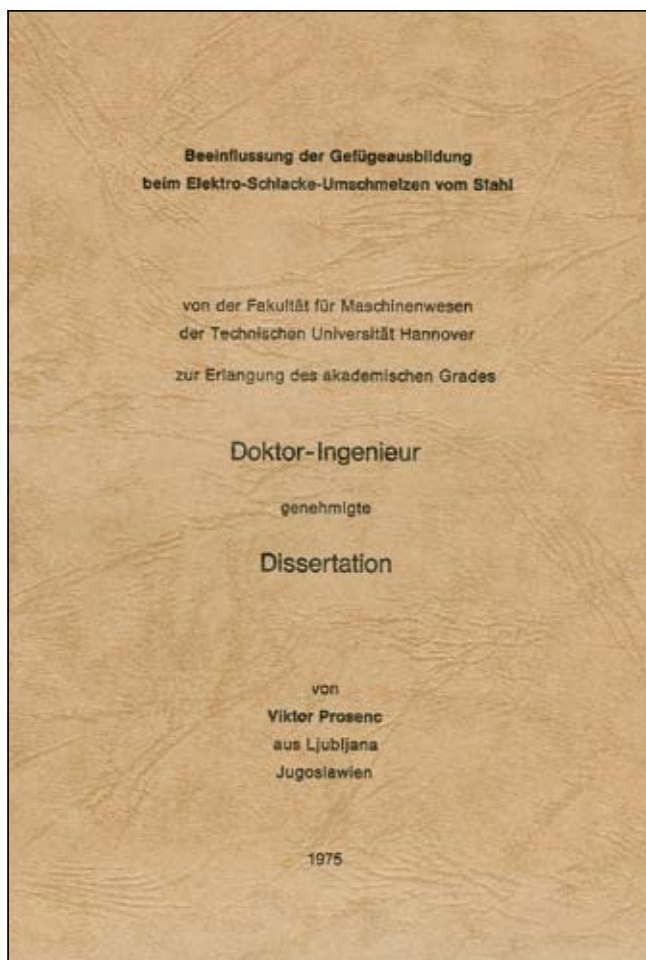 Beeinflussung der Gefügeausbildung
beim Elektro-Schlacke-Umschmelzen vom Stahl
von der Fakultät für Maschinenwesen
der Technischen Universität Hannover
zur Erlangung des akademischen Grades
Doktor-Ingenieur
genehmigte
Dissertation
von
Viktor Prosenc
aus Ljubljana
Jugoslawien
1975